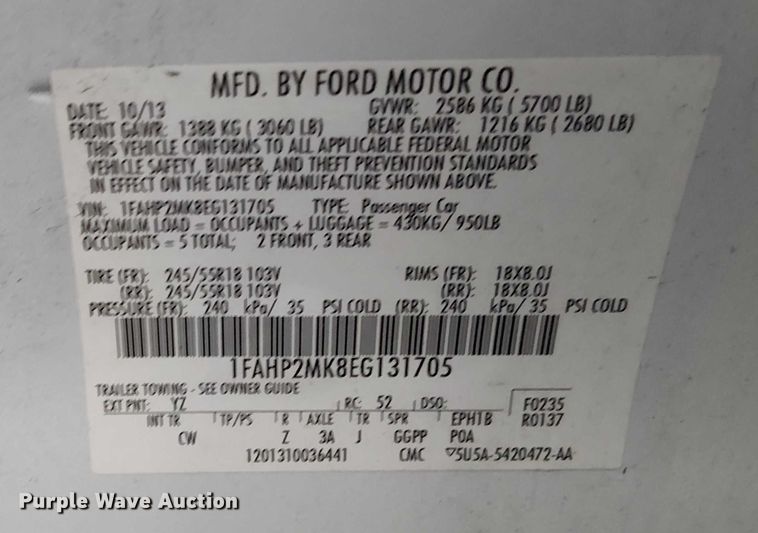 MFD. BY FORD MOTOR CO.
DATE: 10/13 GVWR: 2586 KG ( 5700 LB)
FRONT GAWR: 1388 KG ( 3060 LB) REAR GAWR: 1216 KG ( 2680 LB)
THIS VEHICLE CONFORMS TO ALL APPLICABLE FEDERAL MOTOR
VEHICLE SAFETY, BUMPER, AND THEFT PREVENTION STANDARDS
IN EFFECT ON THE DATE OF MANUFACTURE SHOWN ABOVE.
VIN: 1FAHP2MK8EG131705 TYPE: Passenger Car
MAXIMUM LOAD = OCCUPANTS + LUGGAGE = 430KG/ 950LB
OCCUPANTS = 5 TOTAL; 2 FRONT, 3 REAR
TIRE (FR): 245/55R18 103V RIMS (FR): 18X8.0J
(RR): 245/55R18 103V (RR): 18X8.0J
PRESSURE (FR): 240 kPa/ 35 PSI COLD (RR): 240 kPa/ 35 PSI COLD
1FAHP2MK8EG131705
TRAILER TOWING - SEE OWNER GUIDE
EXT PNT: YZ RC: 52 DSO: F0235
INT TR TP/PS R AXLE TR SPR EPH1B R0137
CW Z 3A J GGPP POA
1201310036441 CMC ▽5U5A-5420472-AA
Purple Wave Auction